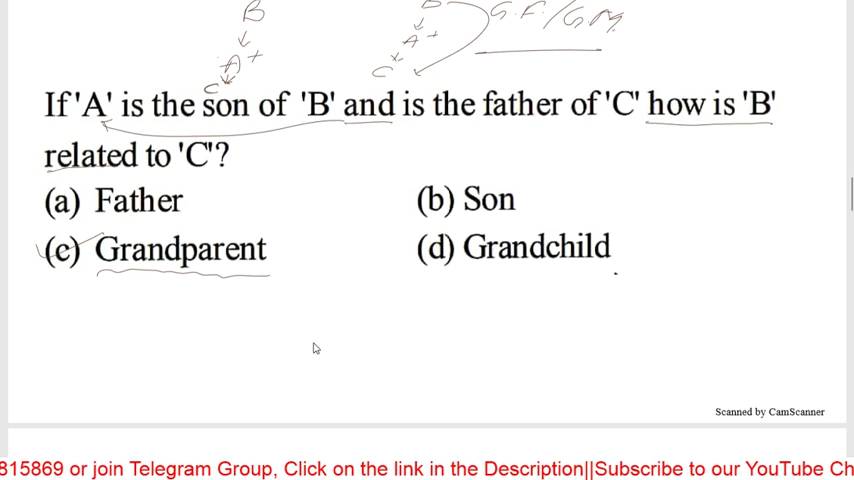 B G.F./G.M.
A + A +
C C
If 'A' is the son of 'B' and is the father of 'C' how is 'B'
related to 'C'?
(a) Father (b) Son
(c) Grandparent (d) Grandchild
Scanned by CamScanner
815869 or join Telegram Group, Click on the link in the Description||Subscribe to our YouTube Ch